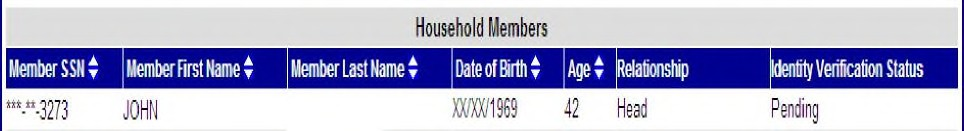 Household Members
Member SSN Member First Name Member Last Name Date of Birth Age Relationship Identity Verification Status
***-**-3273 JOHN XX/XX/1969 42 Head Pending